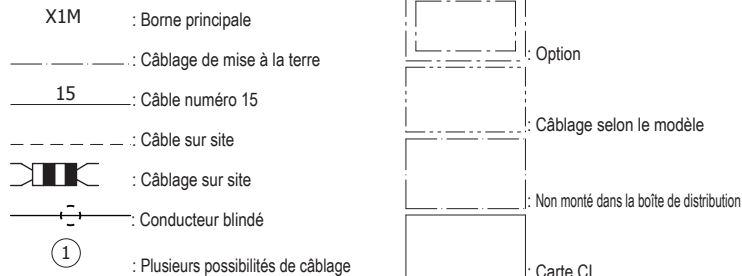 X1M : Borne principale
: Câblage de mise à la terre
15 : Câble numéro 15
: Câble sur site
: Câblage sur site
: Conducteur blindé
1 : Plusieurs possibilités de câblage
: Option
: Câblage selon le modèle
: Non monté dans la boîte de distribution
: Carte CI